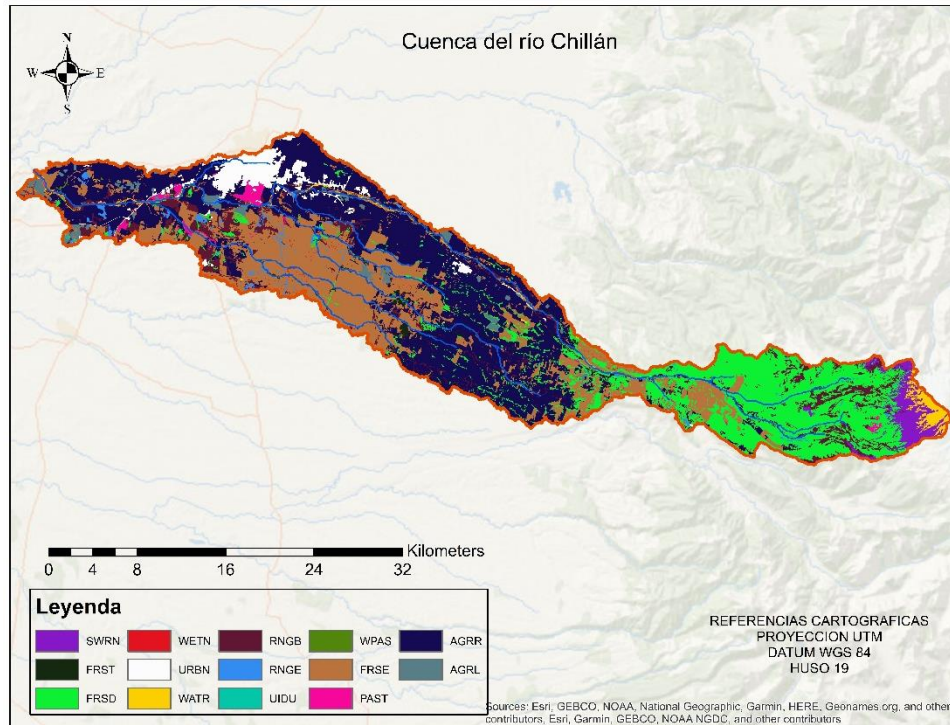 Cuenca del río Chillán
N
W E
S
Kilometers
0 4 8 16 24 32
Leyenda
SWRN WETN RNGB WPAS AGRR
FRST URBN RNGE FRSE AGRL
FRSD WATR UIDU PAST
REFERENCIAS CARTOGRAFICAS
PROYECCION UTM
DATUM WGS 84
HUSO 19
Sources: Esri, GEBCO, NOAA, National Geographic, Garmin, HERE, Geonames.org, and other
contributors, Esri, Garmin, GEBCO, NOAA NGDC, and other contributors